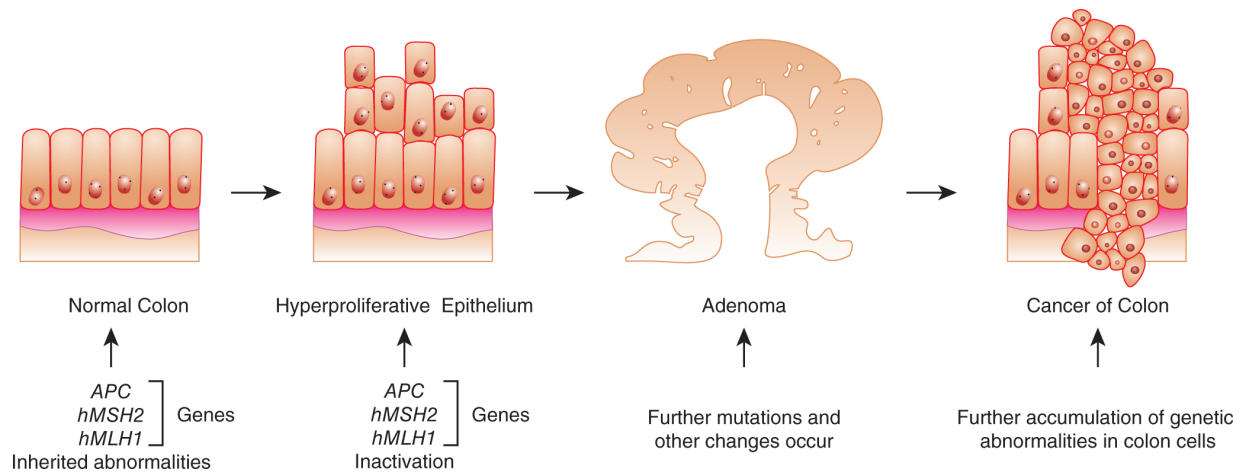 Normal Colon
Hyperproliferative Epithelium
Adenoma
Cancer of Colon
APC
hMSH2
hMLH1
Genes
Inherited abnormalities
APC
hMSH2
hMLH1
Genes
Inactivation
Further mutations and
other changes occur
Further accumulation of genetic
abnormalities in colon cells